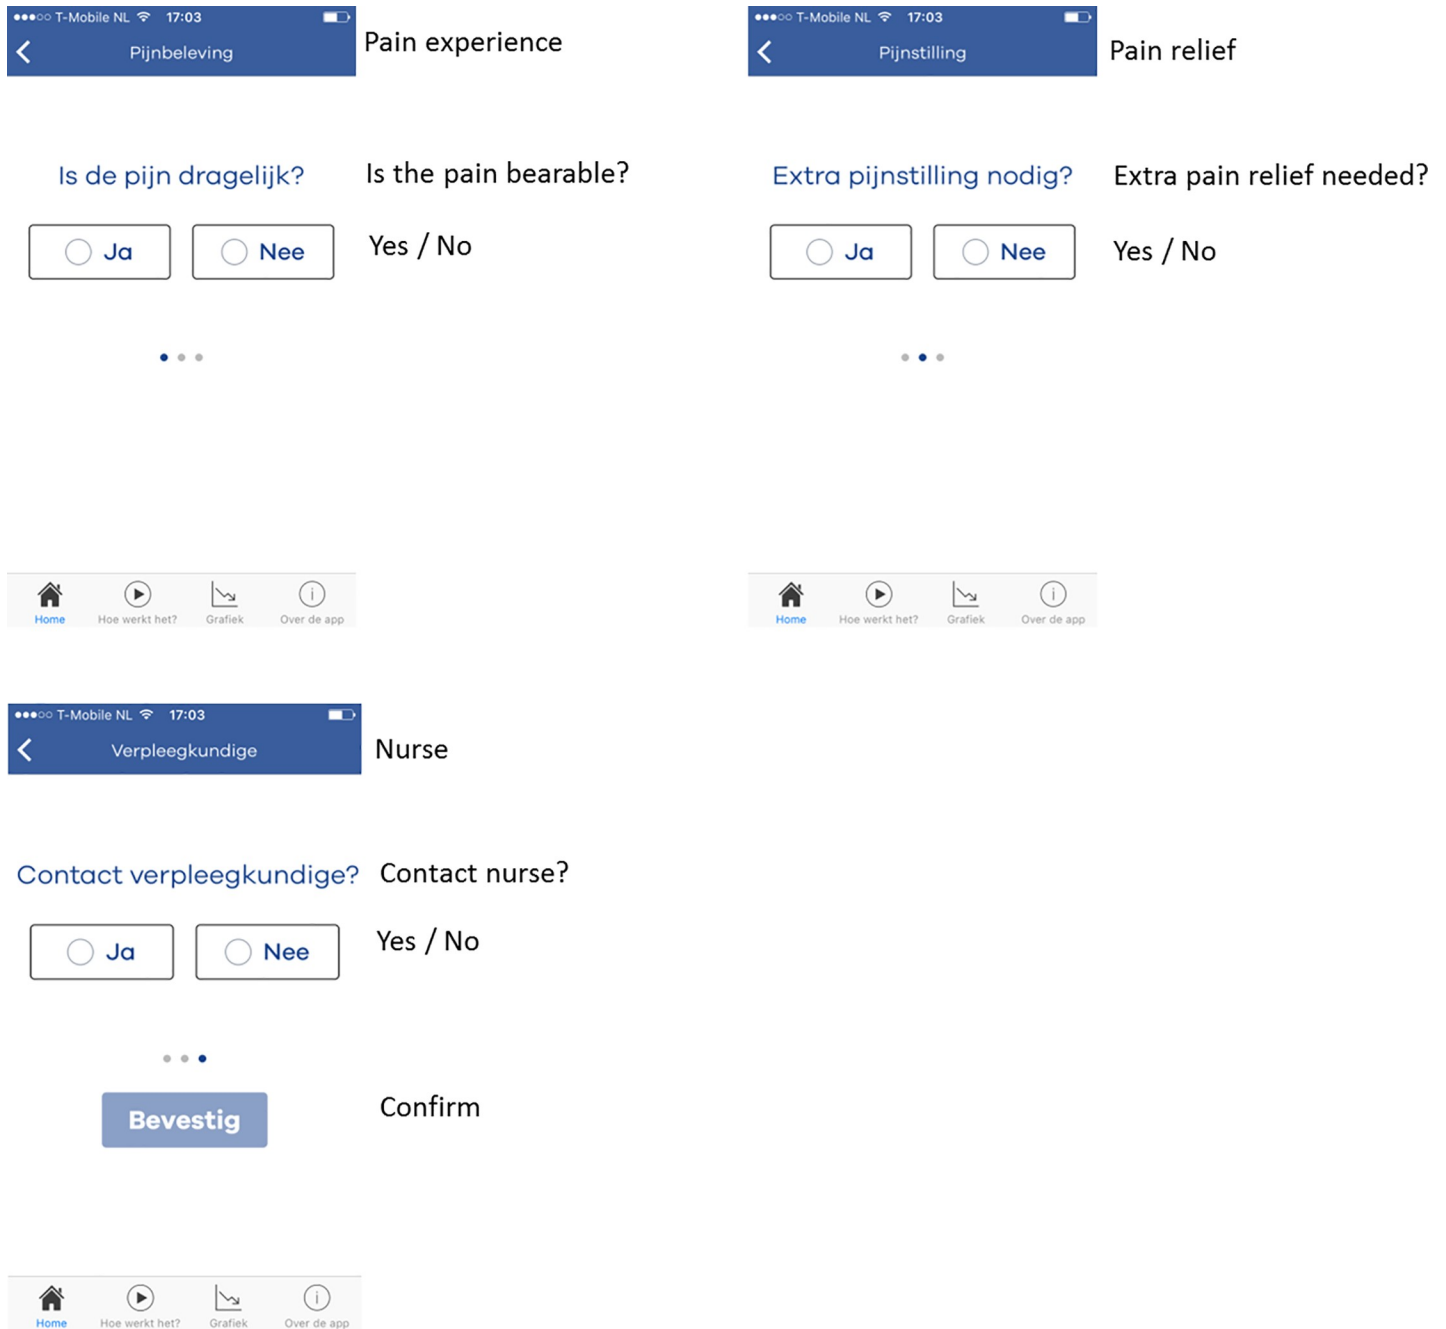 T-Mobile NL 17:03
Pijnbeleving
Pain experience
Is de pijn dragelijk?
Is the pain bearable?
Ja
Nee
Yes / No
Home
Hoe werkt het?
Grafiek
Over de app
T-Mobile NL 17:03
Pijnstilling
Pain relief
Extra pijnstilling nodig?
Extra pain relief needed?
Ja
Nee
Yes / No
Home
Hoe werkt het?
Grafiek
Over de app
T-Mobile NL 17:03
Verpleegkundige
Nurse
Contact verpleegkundige?
Contact nurse?
Ja
Nee
Yes / No
Bevestig
Confirm
Home
Hoe werkt het?
Grafiek
Over de app